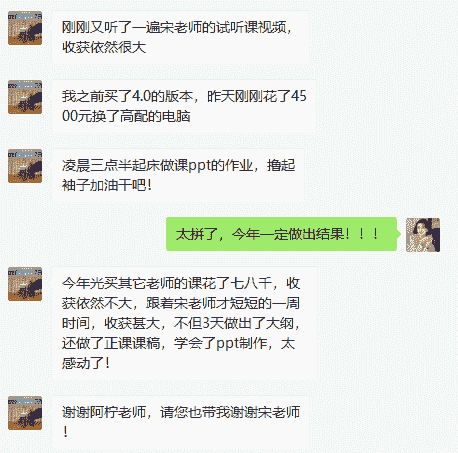 刚刚又听了一遍宋老师的试听课视频，
收获依然很大
我之前买了4.0的版本，昨天刚刚花了45
00元换了高配的电脑
凌晨三点半起床做课ppt的作业，撸起
袖子加油干吧！
太拼了，今年一定做出结果！！！
今年光买其它老师的课花了七八千，收
获依然不大，跟着宋老师才短短的一周
时间，收获甚大，不但3天做出了大纲，
还做了正课课稿，学会了ppt制作，太
感动了！
谢谢阿柠老师，请您也带我谢谢宋老师
！